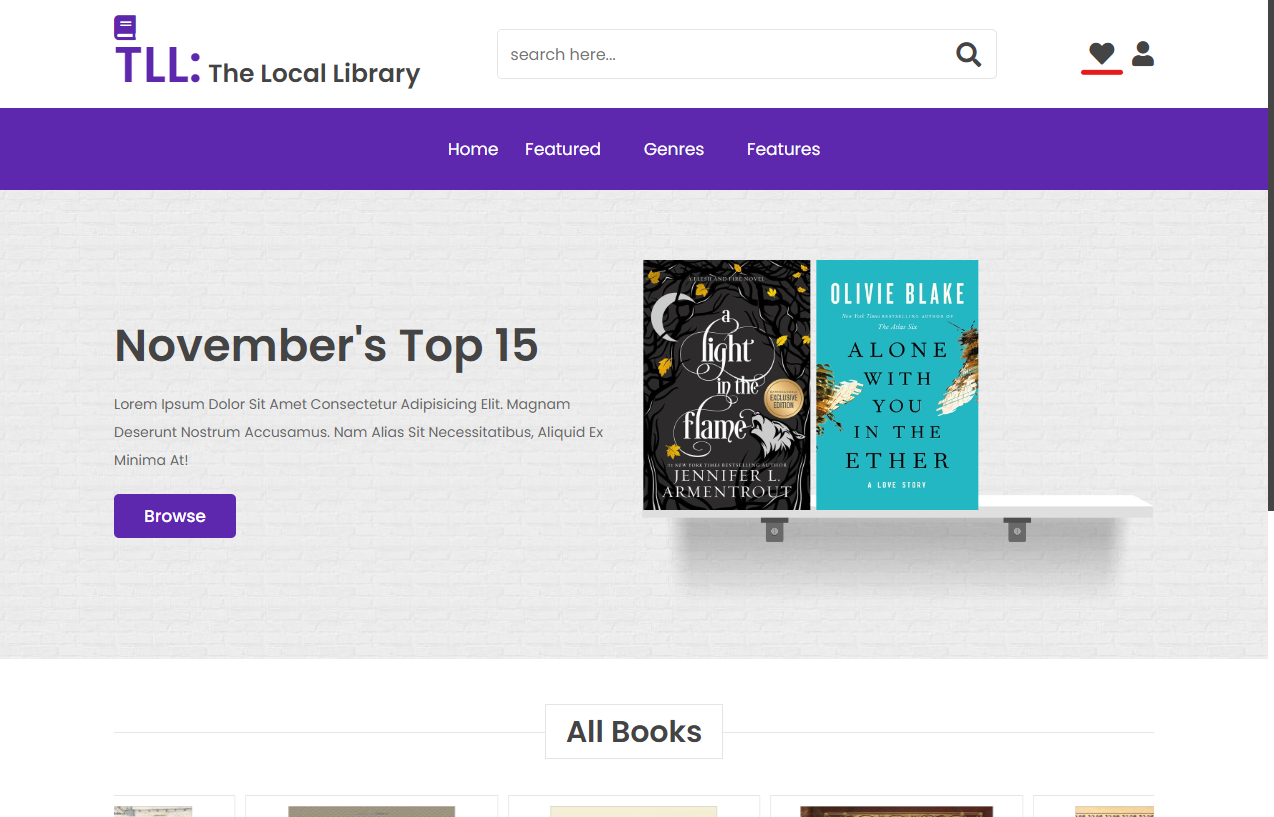 TLL: The Local Library
search here...
Home Featured Genres Features
November's Top 15
Lorem Ipsum Dolor Sit Amet Consectetur Adipisicing Elit. Magnam
Deserunt Nostrum Accusamus. Nam Alias Sit Necessitatibus, Aliquid Ex
Minima At!
Browse
A FLESH AND FIRE NOVEL
a
light
in the
flame
EXCLUSIVE
EDITION
#1 NEW YORK TIMES BESTSELLING AUTHOR
JENNIFER L.
ARMENTROUT
OLIVIE BLAKE
New York Times BESTSELLING AUTHOR OF
The Atlas Six
ALONE
WITH
YOU
IN THE
ETHER
A LOVE STORY
All Books